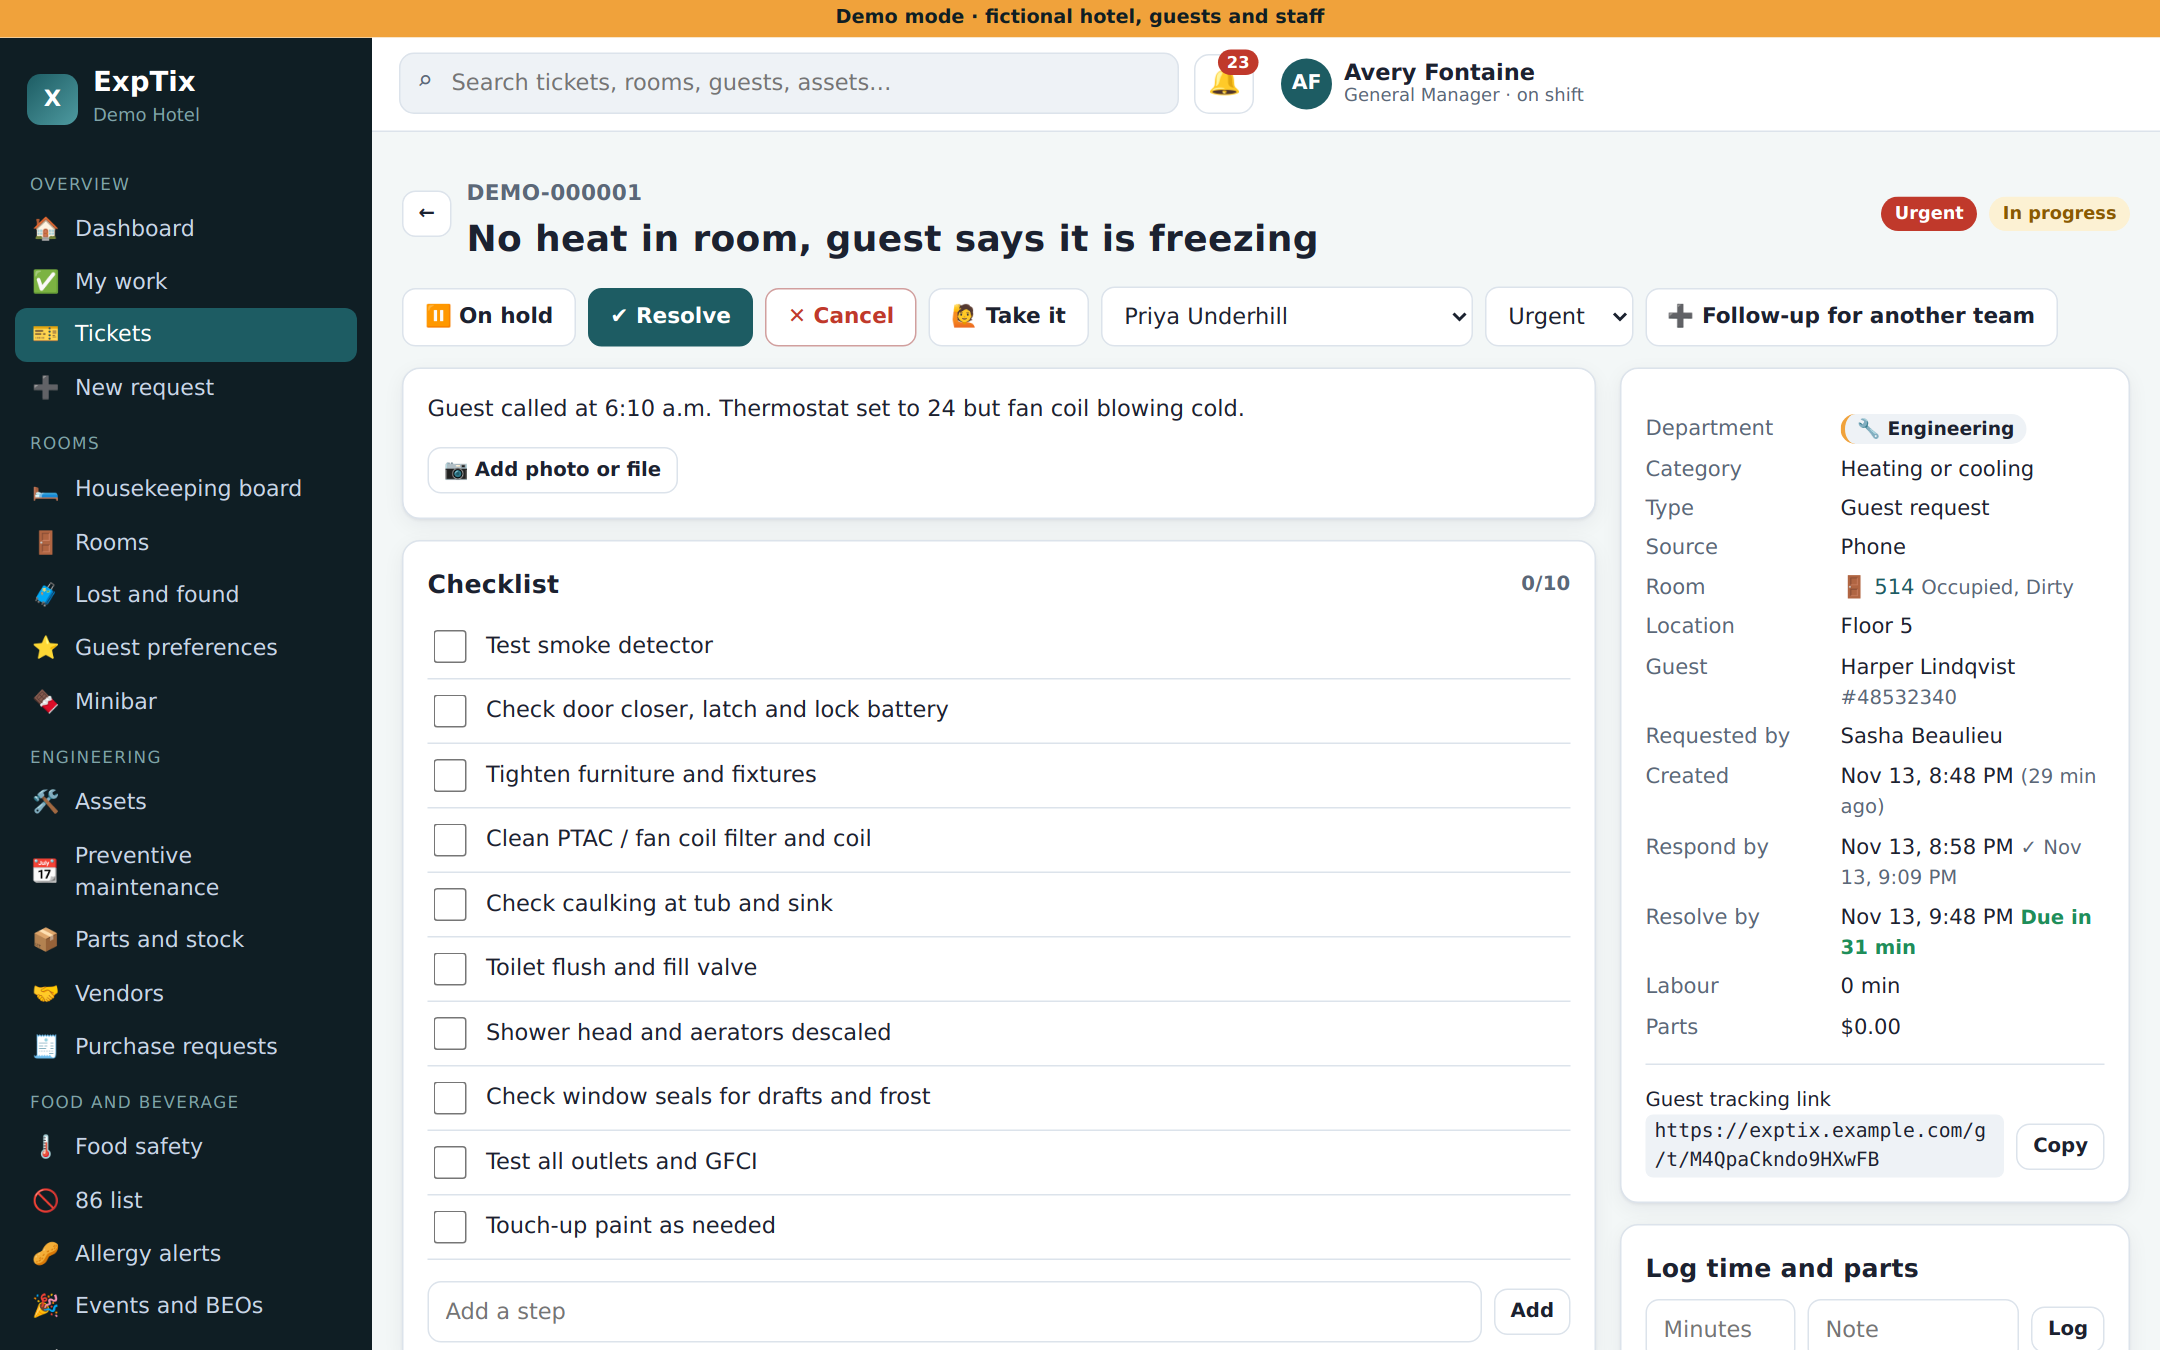 Demo mode · fictional hotel, guests and staff
X
ExpTix
Demo Hotel
OVERVIEW
Dashboard
My work
Tickets
New request
ROOMS
Housekeeping board
Rooms
Lost and found
Guest preferences
Minibar
ENGINEERING
Assets
Preventive
maintenance
Parts and stock
Vendors
Purchase requests
FOOD AND BEVERAGE
Food safety
86 list
Allergy alerts
Events and BEOs
Search tickets, rooms, guests, assets...
23
AF
Avery Fontaine
General Manager · on shift
←
DEMO-000001
No heat in room, guest says it is freezing
Urgent
In progress
On hold
✔ Resolve
✕ Cancel
Take it
Priya Underhill
Urgent
Follow-up for another team
Guest called at 6:10 a.m. Thermostat set to 24 but fan coil blowing cold.
Add photo or file
Checklist
0/10
Test smoke detector
Check door closer, latch and lock battery
Tighten furniture and fixtures
Clean PTAC / fan coil filter and coil
Check caulking at tub and sink
Toilet flush and fill valve
Shower head and aerators descaled
Check window seals for drafts and frost
Test all outlets and GFCI
Touch-up paint as needed
Add a step
Add
Department Engineering
Category Heating or cooling
Type Guest request
Source Phone
Room 514 Occupied, Dirty
Location Floor 5
Guest Harper Lindqvist
#48532340
Requested by Sasha Beaulieu
Created Nov 13, 8:48 PM (29 min
ago)
Respond by Nov 13, 8:58 PM ✓ Nov
13, 9:09 PM
Resolve by Nov 13, 9:48 PM Due in
31 min
Labour 0 min
Parts $0.00
Guest tracking link
https://exptix.example.com/g
/t/M4QpaCkndo9HXwFB
Copy
Log time and parts
Minutes
Note
Log